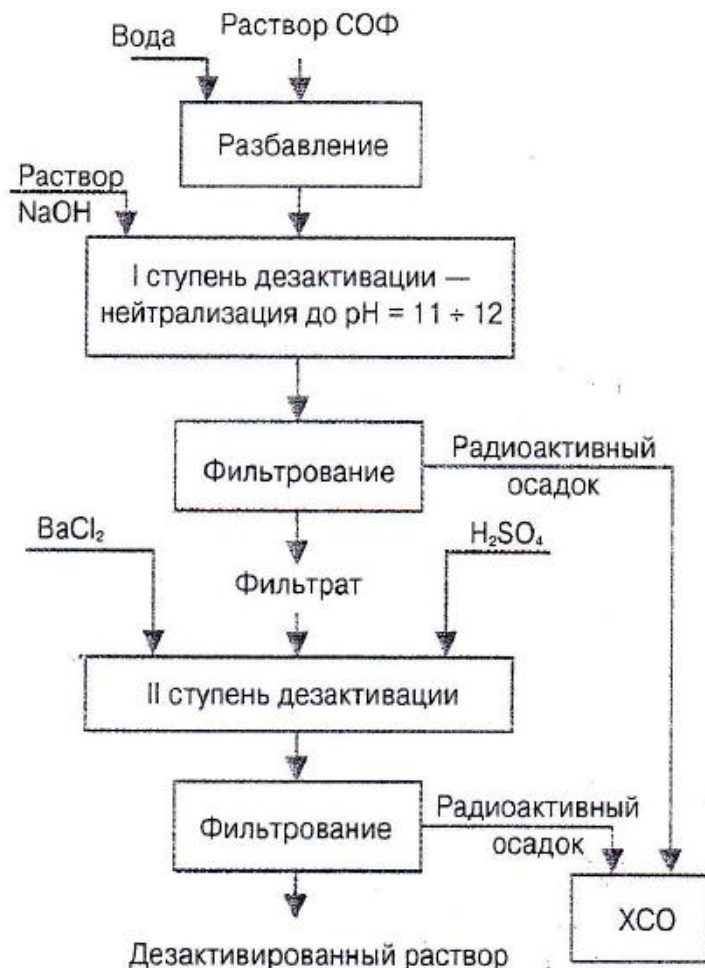 Вода
Раствор СОФ
Разбавление
Раствор
NaOH
I ступень дезактивации —
нейтрализация до pH = 11 ÷ 12
Фильтрование
Радиоактивный
осадок
BaCl₂
H₂SO₄
Фильтрат
II ступень дезактивации
Фильтрование
Радиоактивный
осадок
ХСО
Дезактивированный раствор